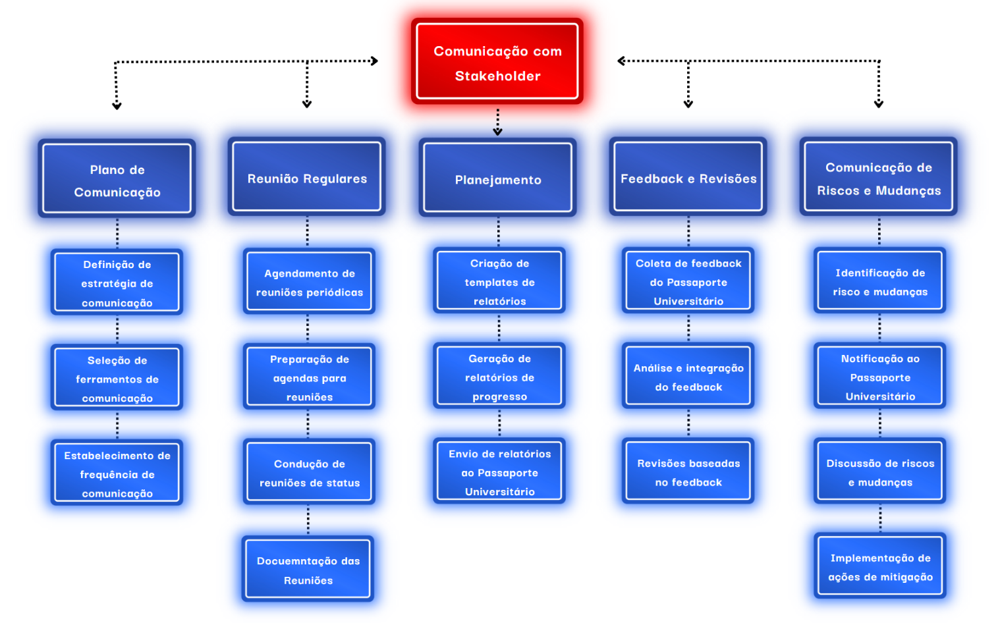 Comunicação com
Stakeholder
Plano de
Comunicação
Reunião Regulares
Planejamento
Feedback e Revisões
Comunicação de
Riscos e Mudanças
Definição de
estratégia de
comunicação
Seleção de
ferramentos de
comunicação
Estabelecimento de
frequência de
comunicação
Agendamento de
reuniões periódicas
Preparação de
agendas para
reuniões
Condução de
reuniões de status
Docuemntação das
Reuniões
Criação de
templates de
relatórios
Geração de
relatórios de
progresso
Envio de relatórios
ao Passaporte
Universitário
Coleta de feedback
do Passaporte
Universitário
Análise e integração
do feedback
Revisões baseadas
no feedback
Identificação de
risco e mudanças
Notificação ao
Passaporte
Universitário
Discussão de riscos
e mudanças
Implementação de
ações de mitigação